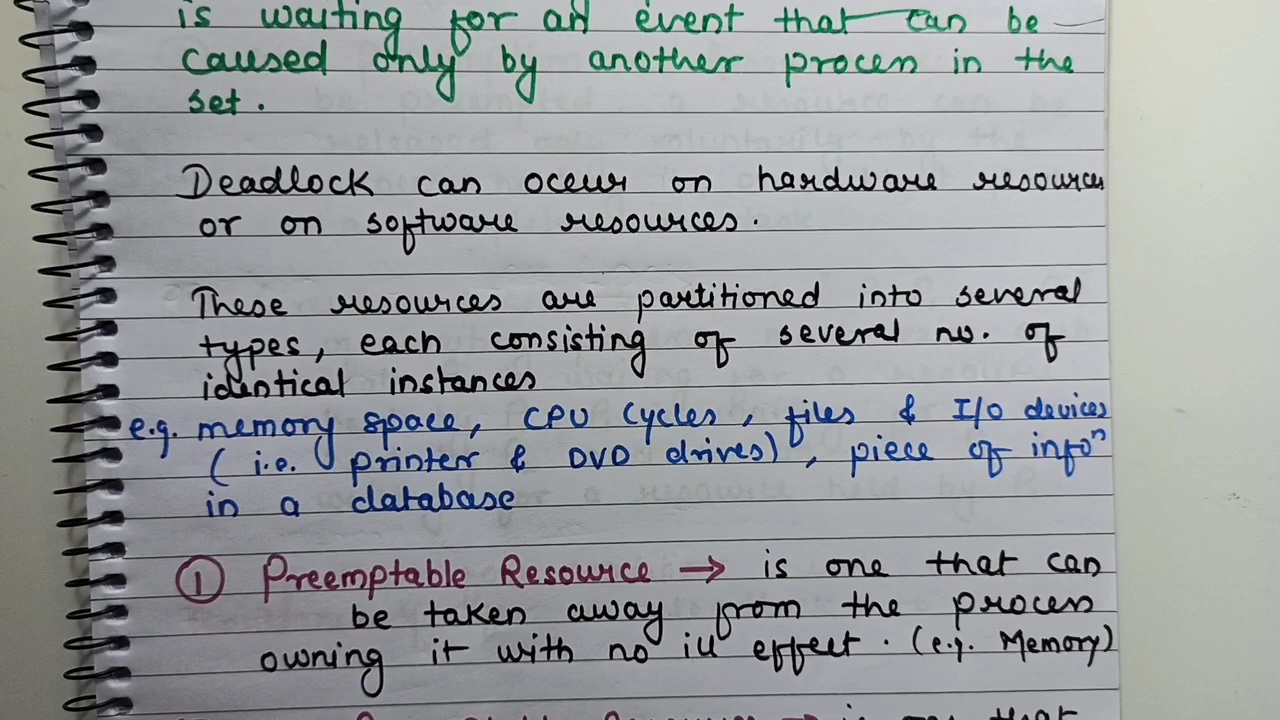 is waiting for an event that can be
caused only by another process in the
set.
Deadlock can occur on hardware resources
or on software resources.
These resources are partitioned into several
types, each consisting of several no. of
identical instances
e.g. memory space, CPU cycles, files & I/O devices
(i.e. printer & DVD drives), piece of infoⁿ
in a database
① Preemptable Resource → is one that can
be taken away from the process
owning it with no ill effect. (e.g. Memory)